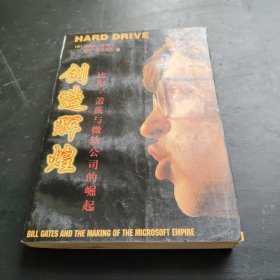 HARD DRIVE
创造辉煌
比尔·盖茨与微软公司的崛起
BILL GATES AND THE MAKING OF THE MICROSOFT EMPIRE